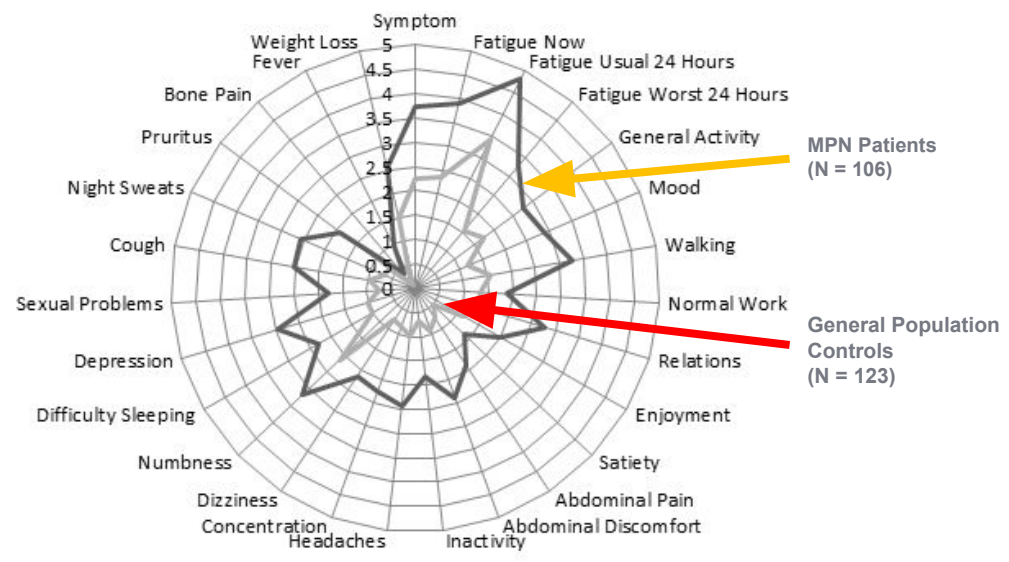 Symptom
Fatigue Now
Fatigue Usual 24 Hours
Fatigue Worst 24 Hours
General Activity
Mood
Walking
Normal Work
Relations
Enjoyment
Satiety
Abdominal Pain
Abdominal Discomfort
Inactivity
Headaches
Concentration
Dizziness
Numbness
Difficulty Sleeping
Depression
Sexual Problems
Cough
Night Sweats
Pruritus
Bone Pain
Fever
Weight Loss
5
4.5
4
3.5
3
2.5
2
1.5
1
0.5
0
MPN Patients
(N = 106)
General Population
Controls
(N = 123)